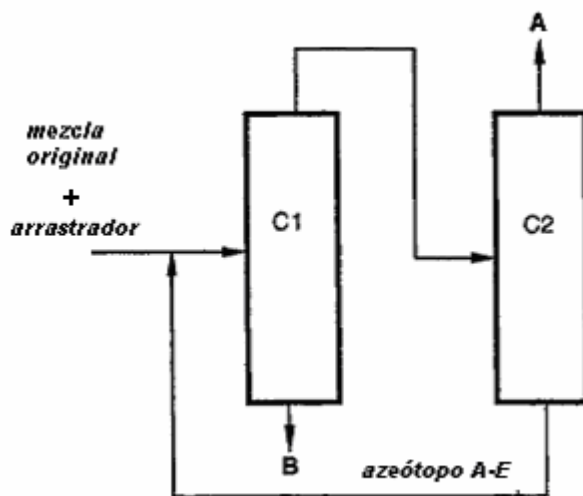 A
mezcla
original
+
arrastrador
C1
C2
B
azeótopo A-E